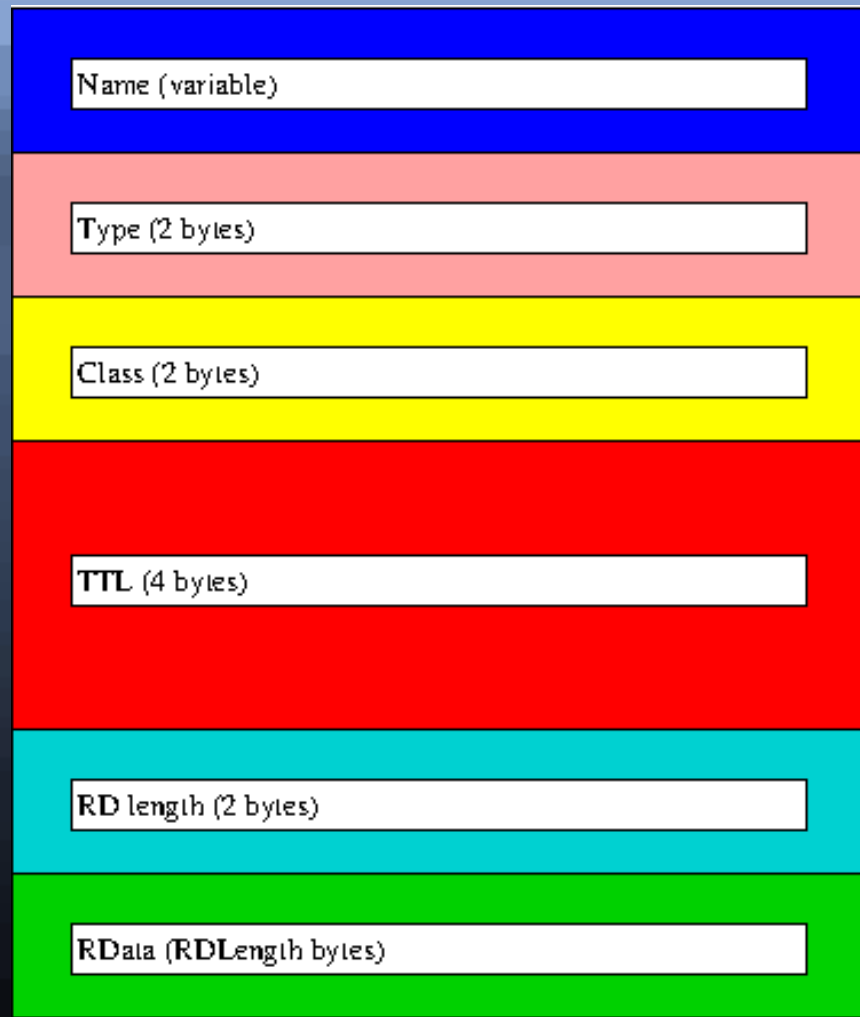 Name (variable)
Type (2 bytes)
Class (2 bytes)
TTL (4 bytes)
RD length (2 bytes)
RData (RDLength bytes)